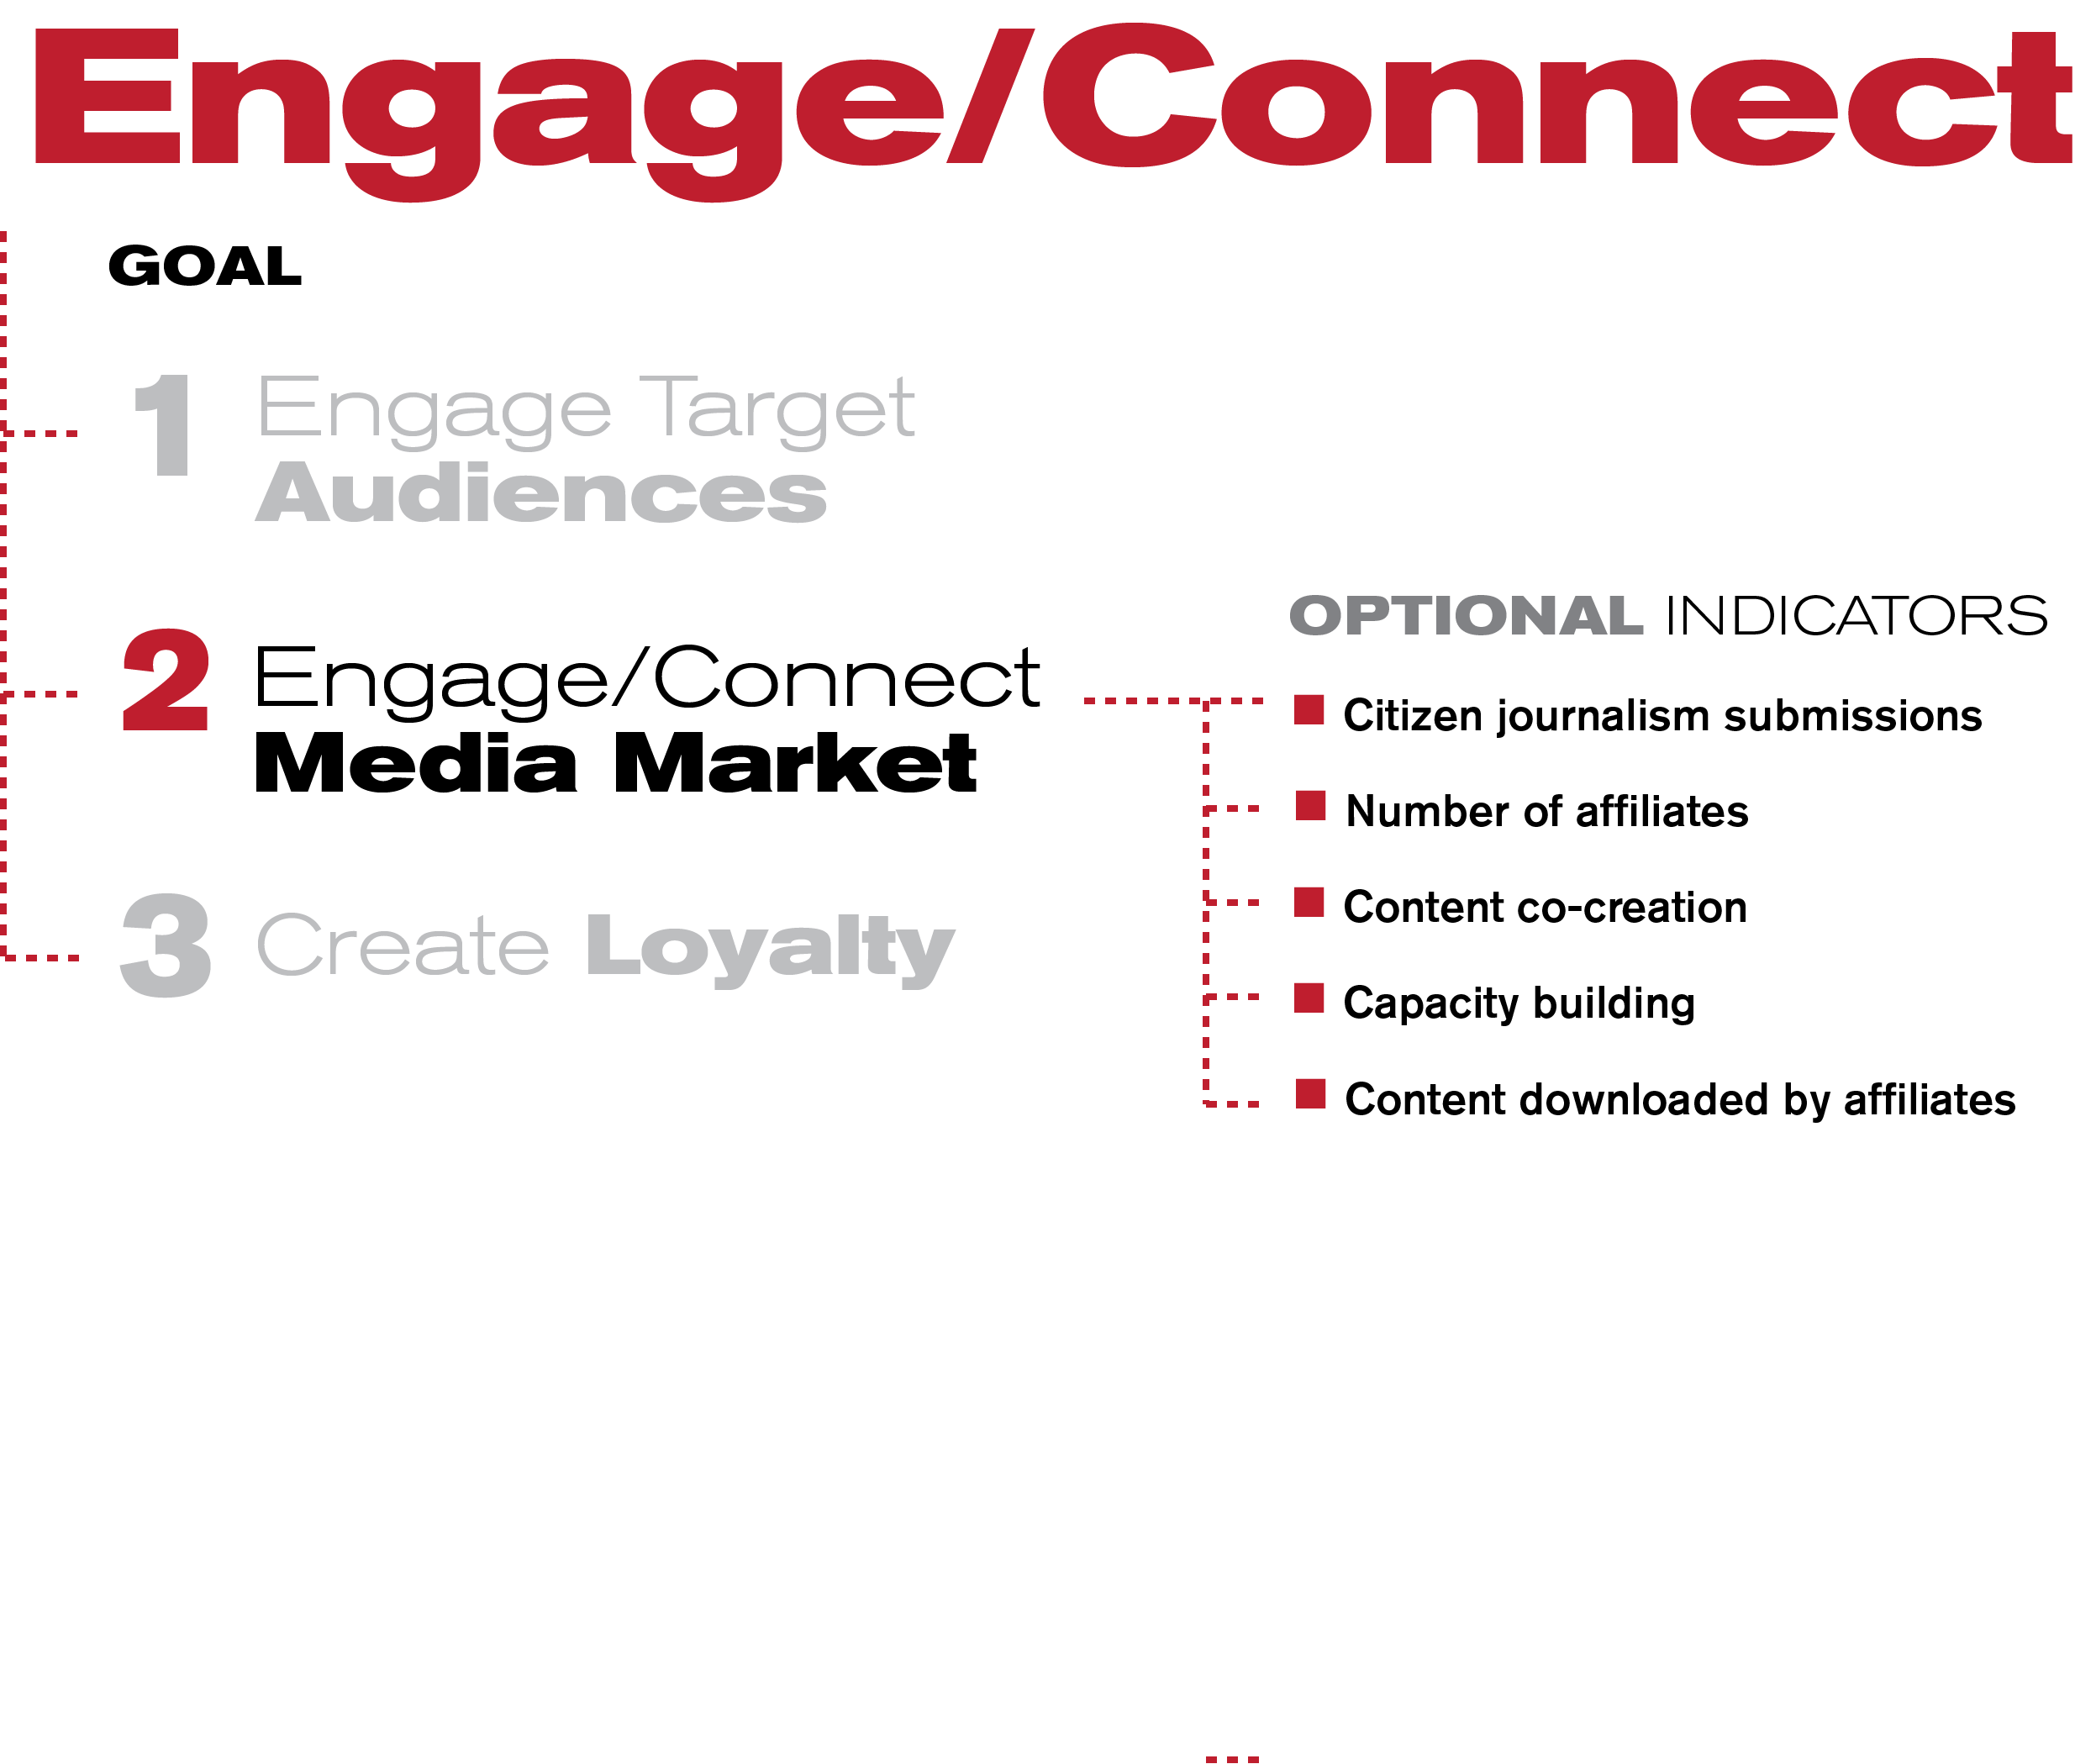 Engage/Connect
GOAL
1 Engage Target
Audiences
2 Engage/Connect
Media Market
3 Create Loyalty
OPTIONAL INDICATORS
Citizen journalism submissions
Number of affiliates
Content co-creation
Capacity building
Content downloaded by affiliates